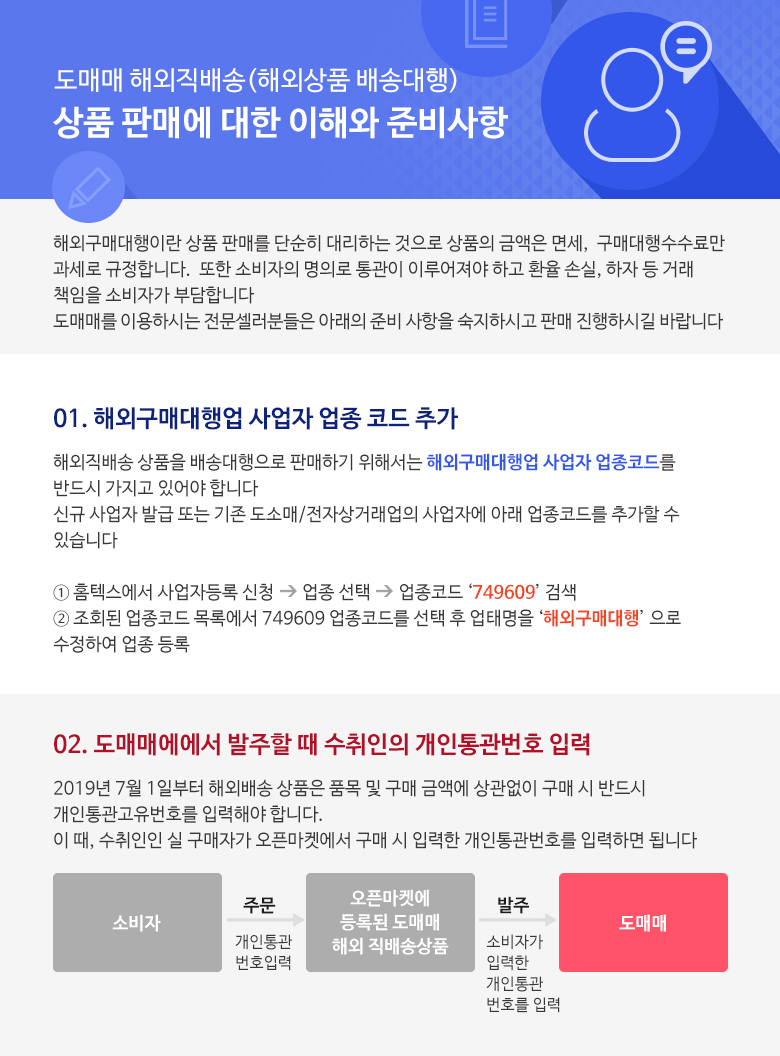 도매매 해외직배송(해외상품 배송대행)
상품 판매에 대한 이해와 준비사항
해외구매대행이란 상품 판매를 단순히 대리하는 것으로 상품의 금액은 면세, 구매대행수수료만
과세로 규정합니다. 또한 소비자의 명의로 통관이 이루어져야 하고 환율 손실, 하자 등 거래
책임을 소비자가 부담합니다
도매매를 이용하시는 전문셀러분들은 아래의 준비 사항을 숙지하시고 판매 진행하시길 바랍니다
01. 해외구매대행업 사업자 업종 코드 추가
해외직배송 상품을 배송대행으로 판매하기 위해서는 해외구매대행업 사업자 업종코드를
반드시 가지고 있어야 합니다
신규 사업자 발급 또는 기존 도소매/전자상거래업의 사업자에 아래 업종코드를 추가할 수
있습니다
① 홈텍스에서 사업자등록 신청 → 업종 선택 → 업종코드 ‘749609’ 검색
② 조회된 업종코드 목록에서 749609 업종코드를 선택 후 업태명을 ‘해외구매대행’ 으로
수정하여 업종 등록
02. 도매매에에서 발주할 때 수취인의 개인통관번호 입력
2019년 7월 1일부터 해외배송 상품은 품목 및 구매 금액에 상관없이 구매 시 반드시
개인통관고유번호를 입력해야 합니다.
이 때, 수취인인 실 구매자가 오픈마켓에서 구매 시 입력한 개인통관번호를 입력하면 됩니다
소비자
주문
개인통관
번호입력
오픈마켓에
등록된 도매매
해외 직배송상품
발주
소비자가
입력한
개인통관
번호를 입력
도매매